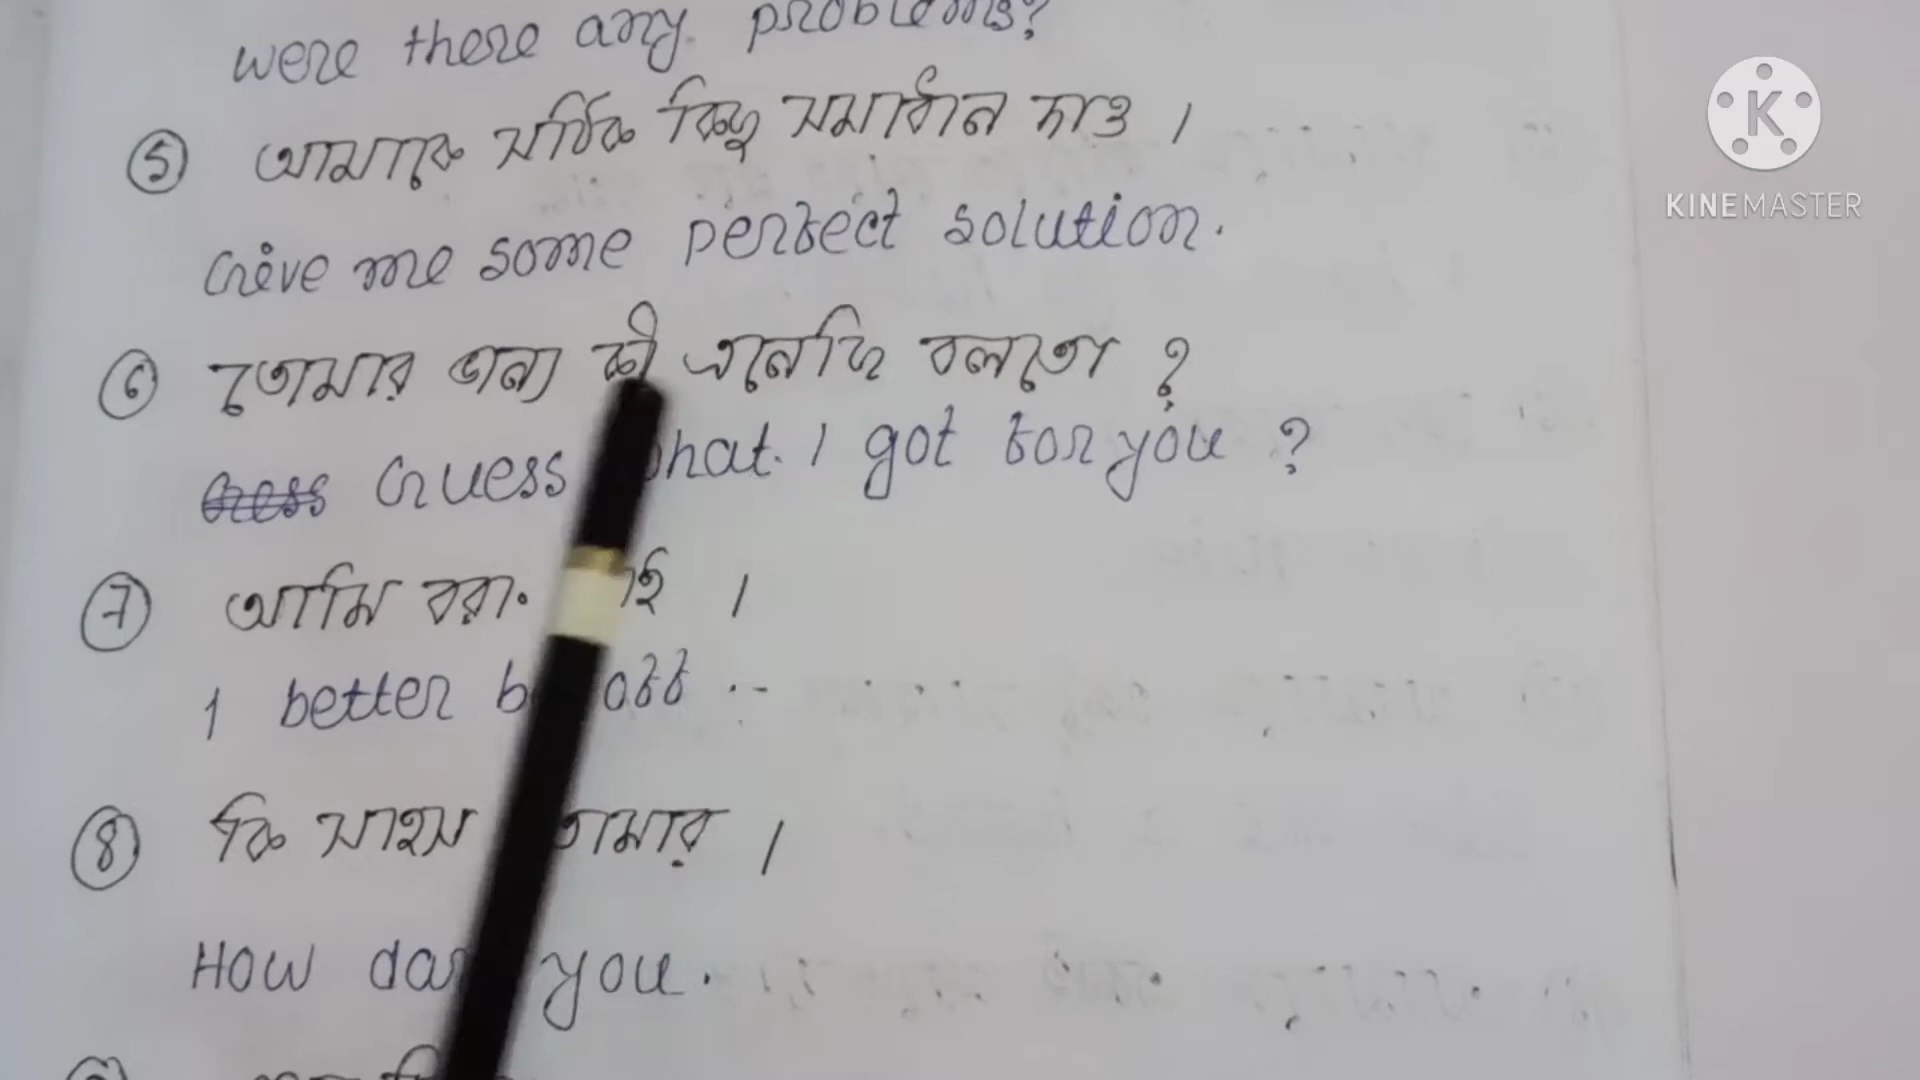 were there any problems?
⑤ আমাকে সঠিক কিছু সমাধান দাও ।
Give me some perfect solution.
⑥ তোমার জন্য কী এনেছি বলতো ?
Guess what I got for you ?
⑦ আমি বরং ।
I better off
⑧ কি সাহস তোমার ।
How you.
KINEMASTER